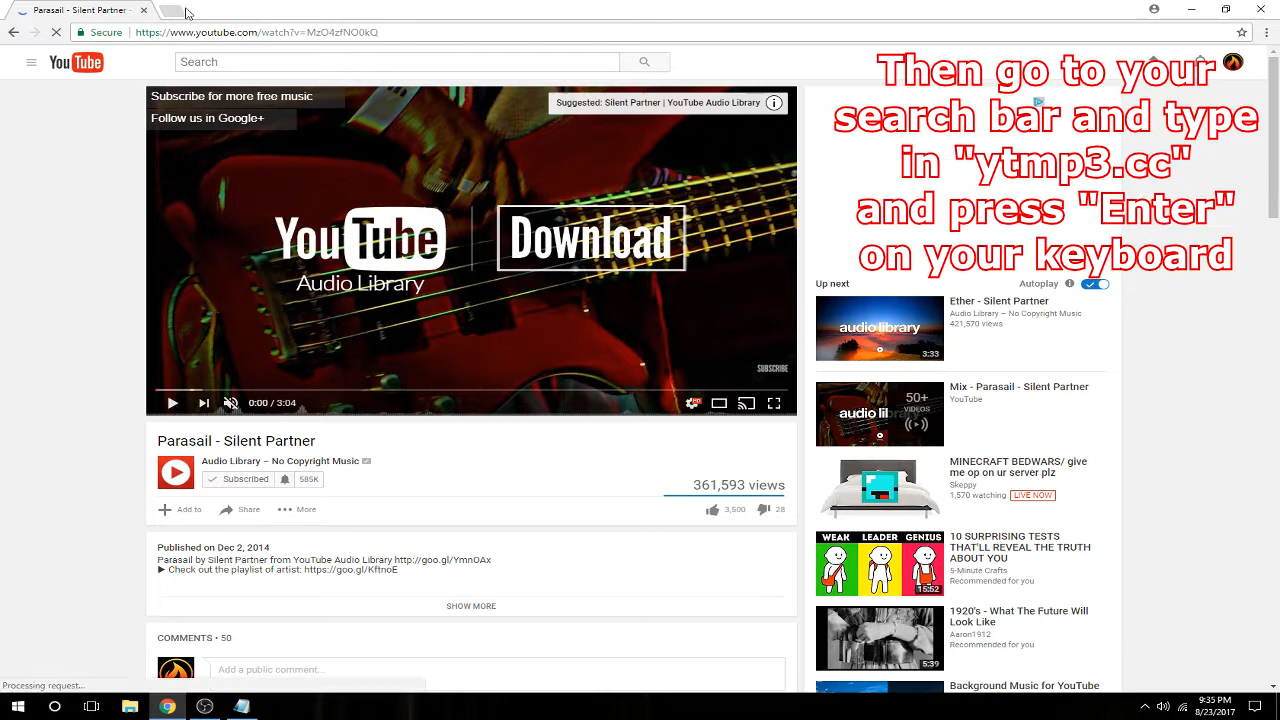 Parasail - Silent Partner -
Secure
https://www.youtube.com/watch?v=MzO4zfNO0kQ
YouTube
Search
Then go to your
search bar and type
in "ytmp3.cc"
and press "Enter"
on your keyboard
Subscribe for more free music
Follow us in Google+
Suggested: Silent Partner | YouTube Audio Library
YouTube
Audio Library
Download
SUBSCRIBE
0:00 / 3:04
HD
Parasail - Silent Partner
Audio Library – No Copyright Music
Subscribed
585K
361,593 views
Add to
Share
More
3,500
28
Published on Dec 2, 2014
Parasail by Silent Partner from YouTube Audio Library http://goo.gl/YmnOAx
▶ Check out the playlist of artist: https://goo.gl/KftnoE
SHOW MORE
COMMENTS • 50
Add a public comment...
Processing request...
Up next
Autoplay
audio library
3:33
Ether - Silent Partner
Audio Library – No Copyright Music
421,570 views
audio lib
50+
VIDEOS
Mix - Parasail - Silent Partner
YouTube
MINECRAFT BEDWARS/ give
me op on ur server plz
Skeppy
1,570 watching
LIVE NOW
WEAK
LEADER
GENIUS
15:52
10 SURPRISING TESTS
THAT'LL REVEAL THE TRUTH
ABOUT YOU
5-Minute Crafts
Recommended for you
5:39
1920's - What The Future Will
Look Like
Aaron1912
Recommended for you
Background Music for YouTube
9:35 PM
8/23/2017